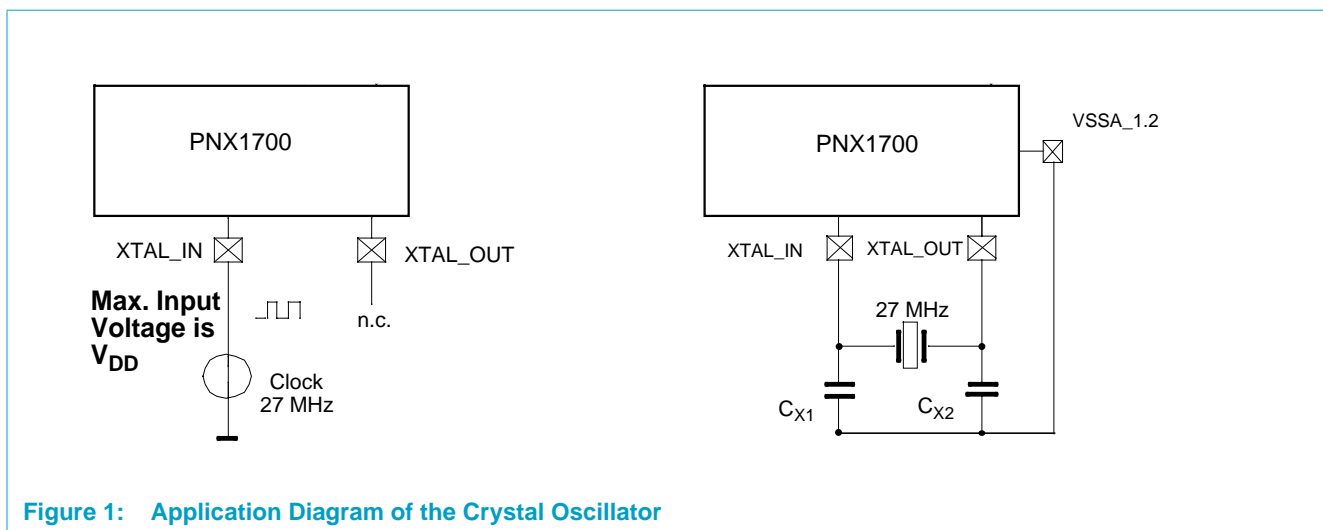 PNX1700
XTAL_IN
XTAL_OUT
Max. Input
Voltage is
VDD
n.c.
Clock
27 MHz
PNX1700
VSSA_1.2
XTAL_IN
XTAL_OUT
27 MHz
CX1
CX2
Figure 1: Application Diagram of the Crystal Oscillator